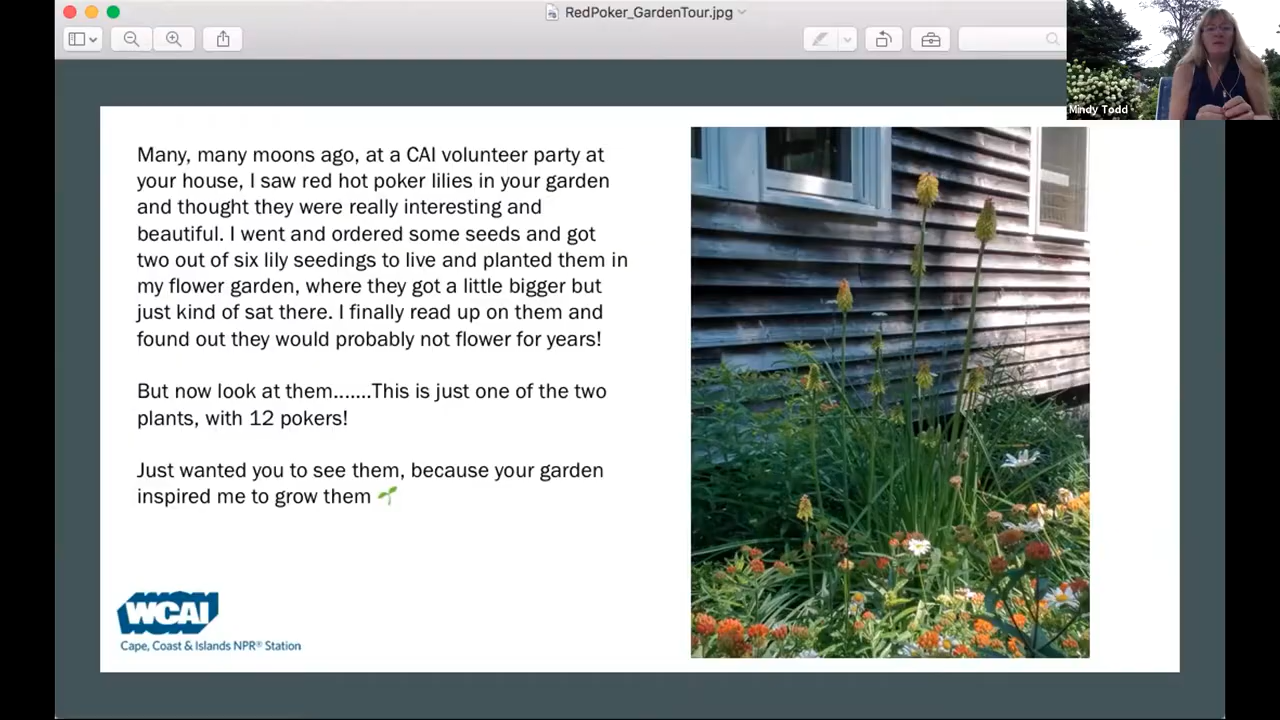 RedPoker_GardenTour.jpg
Mindy Todd
Many, many moons ago, at a CAI volunteer party at
your house, I saw red hot poker lilies in your garden
and thought they were really interesting and
beautiful. I went and ordered some seeds and got
two out of six lily seedings to live and planted them in
my flower garden, where they got a little bigger but
just kind of sat there. I finally read up on them and
found out they would probably not flower for years!
But now look at them.......This is just one of the two
plants, with 12 pokers!
Just wanted you to see them, because your garden
inspired me to grow them 🌱
WCAI
Cape, Coast & Islands NPR® Station